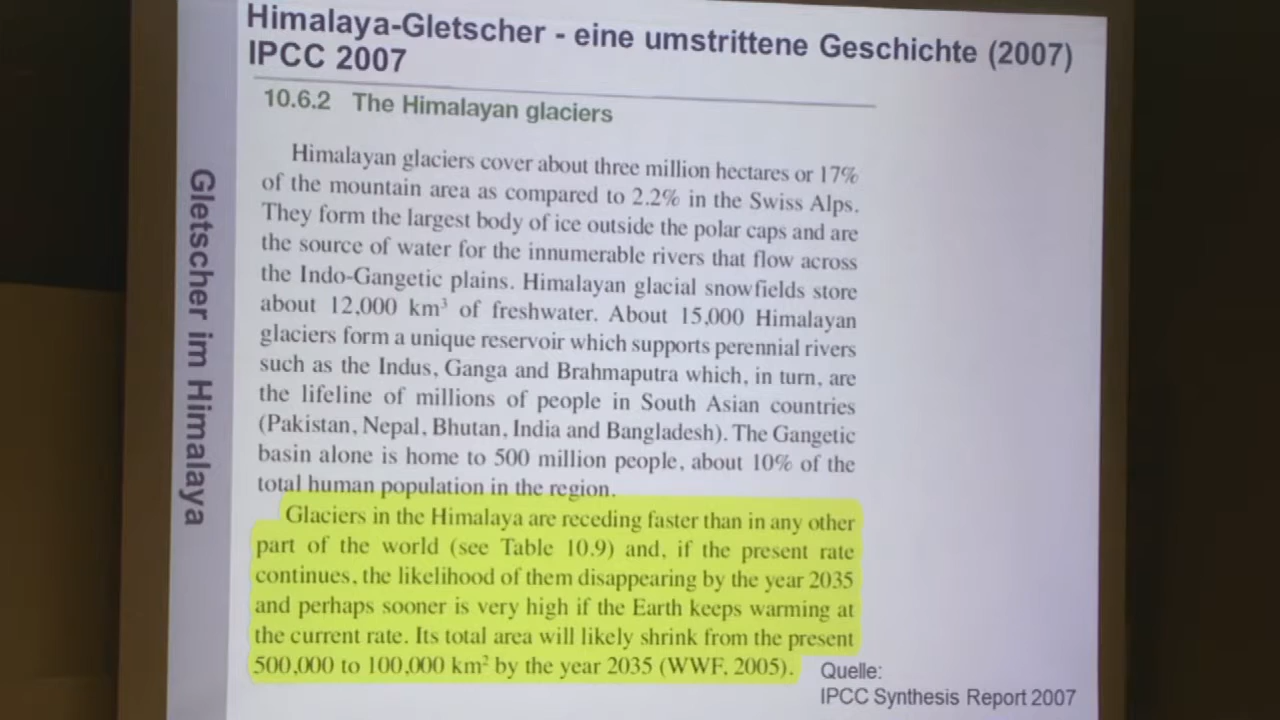 Himalaya-Gletscher - eine umstrittene Geschichte (2007)
IPCC 2007
10.6.2 The Himalayan glaciers
Himalayan glaciers cover about three million hectares or 17%
of the mountain area as compared to 2.2% in the Swiss Alps.
They form the largest body of ice outside the polar caps and are
the source of water for the innumerable rivers that flow across
the Indo-Gangetic plains. Himalayan glacial snowfields store
about 12,000 km³ of freshwater. About 15,000 Himalayan
glaciers form a unique reservoir which supports perennial rivers
such as the Indus, Ganga and Brahmaputra which, in turn, are
the lifeline of millions of people in South Asian countries
(Pakistan, Nepal, Bhutan, India and Bangladesh). The Gangetic
basin alone is home to 500 million people, about 10% of the
total human population in the region.
Glaciers in the Himalaya are receding faster than in any other
part of the world (see Table 10.9) and, if the present rate
continues, the likelihood of them disappearing by the year 2035
and perhaps sooner is very high if the Earth keeps warming at
the current rate. Its total area will likely shrink from the present
500,000 to 100,000 km² by the year 2035 (WWF, 2005).
Quelle:
IPCC Synthesis Report 2007
Gletscher im Himalaya